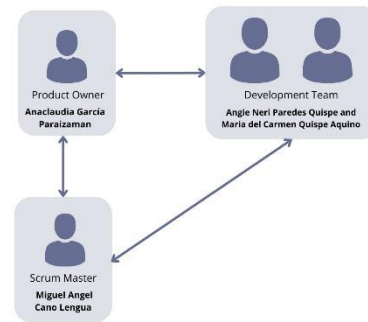 Product Owner
Anaclaudia García
Paraizaman
Development Team
Angie Neri Paredes Quispe and
Maria del Carmen Quispe Aquino
Scrum Master
Miguel Angel
Cano Lengua